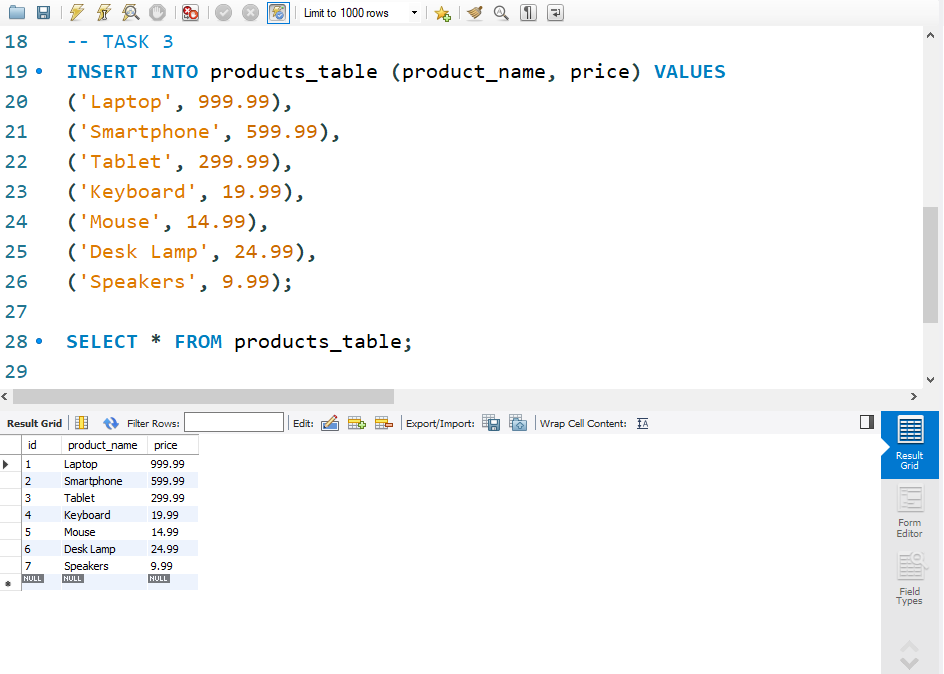 Limit to 1000 rows
18 -- TASK 3
19 INSERT INTO products_table (product_name, price) VALUES
20 ('Laptop', 999.99),
21 ('Smartphone', 599.99),
22 ('Tablet', 299.99),
23 ('Keyboard', 19.99),
24 ('Mouse', 14.99),
25 ('Desk Lamp', 24.99),
26 ('Speakers', 9.99);
27
28 SELECT * FROM products_table;
29
Result Grid Filter Rows: Edit: Export/Import: Wrap Cell Content: IA
id product_name price
1 Laptop 999.99
2 Smartphone 599.99
3 Tablet 299.99
4 Keyboard 19.99
5 Mouse 14.99
6 Desk Lamp 24.99
7 Speakers 9.99
NULL NULL NULL
Result
Grid
Form
Editor
Field
Types